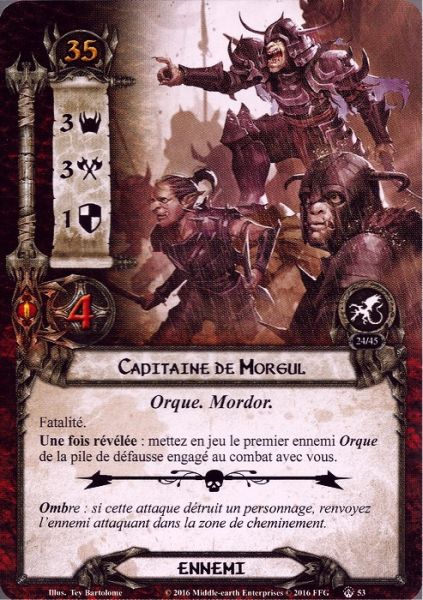 35
3
3
1
4
24/45
CAPITAINE DE MORGUL
Orque. Mordor.
Fatalité.
Une fois révélée : mettez en jeu le premier ennemi Orque
de la pile de défausse engagé au combat avec vous.
Ombre : si cette attaque détruit un personnage, renvoyez
l'ennemi attaquant dans la zone de cheminement.
ENNEMI
Illus. Tey Bartolome © 2016 Middle-earth Enterprises © 2016 FFG 53